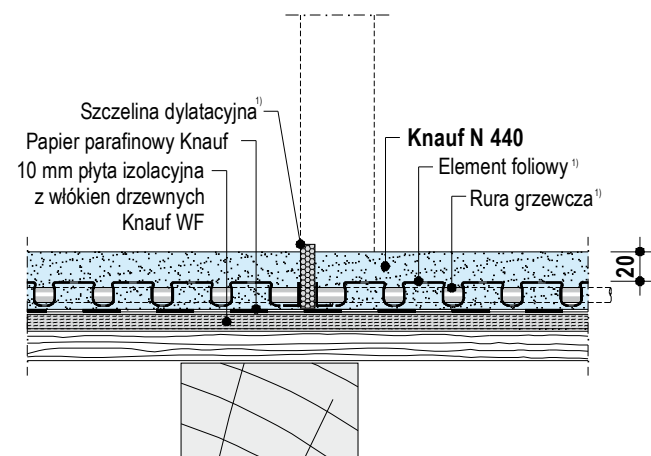 Szczelina dylatacyjna¹⁾
Papier parafinowy Knauf
10 mm płyta izolacyjna
z włókien drzewnych
Knauf WF
Knauf N 440
Element foliowy ¹⁾
Rura grzewcza¹⁾
20